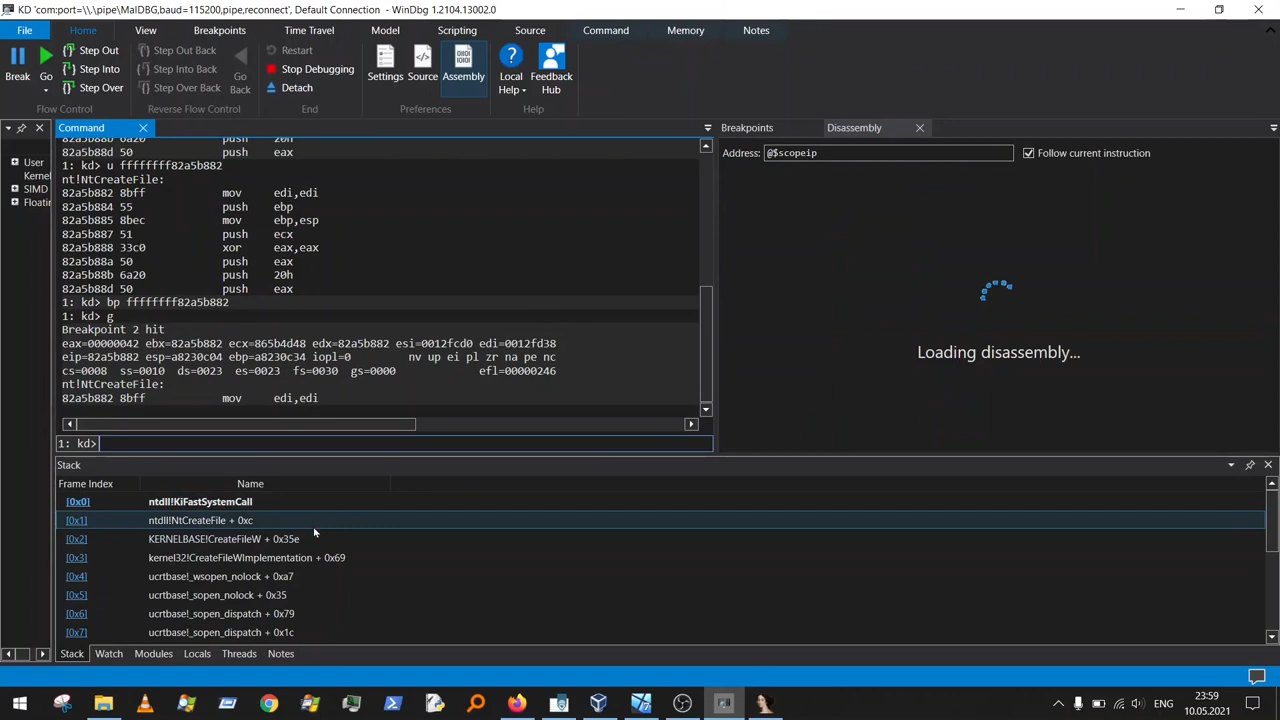 KD 'com:port=\\.\pipe\MalDBG,baud=115200,pipe,reconnect', Default Connection - WinDbg 1.2104.13002.0
File Home View Breakpoints Time Travel Model Scripting Source Command Memory Notes
Break
Go
Step Out
Step Into
Step Over
Flow Control
Step Out Back
Step Into Back
Step Over Back
Go Back
Reverse Flow Control
Restart
Stop Debugging
Detach
End
Settings
Source
Assembly
Preferences
Local Help
Feedback Hub
Help
User
Kerne
SIMD
Floatin
Command
82a5b88b 6a20 push 20h
82a5b88d 50 push eax
1: kd> u ffffffff82a5b882
nt!NtCreateFile:
82a5b882 8bff mov edi,edi
82a5b884 55 push ebp
82a5b885 8bec mov ebp,esp
82a5b887 51 push ecx
82a5b888 33c0 xor eax,eax
82a5b88a 50 push eax
82a5b88b 6a20 push 20h
82a5b88d 50 push eax
1: kd> bp ffffffff82a5b882
1: kd> g
Breakpoint 2 hit
eax=00000042 ebx=82a5b882 ecx=865b4d48 edx=82a5b882 esi=0012fcd0 edi=0012fd38
eip=82a5b882 esp=a8230c04 ebp=a8230c34 iopl=0 nv up ei pl zr na pe nc
cs=0008 ss=0010 ds=0023 es=0023 fs=0030 gs=0000 efl=00000246
nt!NtCreateFile:
82a5b882 8bff mov edi,edi
1: kd>
Breakpoints Disassembly
Address: @$scopeip Follow current instruction
Loading disassembly...
Stack
Frame Index Name
[0x0] ntdll!KiFastSystemCall
[0x1] ntdll!NtCreateFile + 0xc
[0x2] KERNELBASE!CreateFileW + 0x35e
[0x3] kernel32!CreateFileWImplementation + 0x69
[0x4] ucrtbase!_wsopen_nolock + 0xa7
[0x5] ucrtbase!_sopen_nolock + 0x35
[0x6] ucrtbase!_sopen_dispatch + 0x79
[0x7] ucrtbase!_sopen_dispatch + 0x1c
Stack Watch Modules Locals Threads Notes
ENG
23:59
10.05.2021